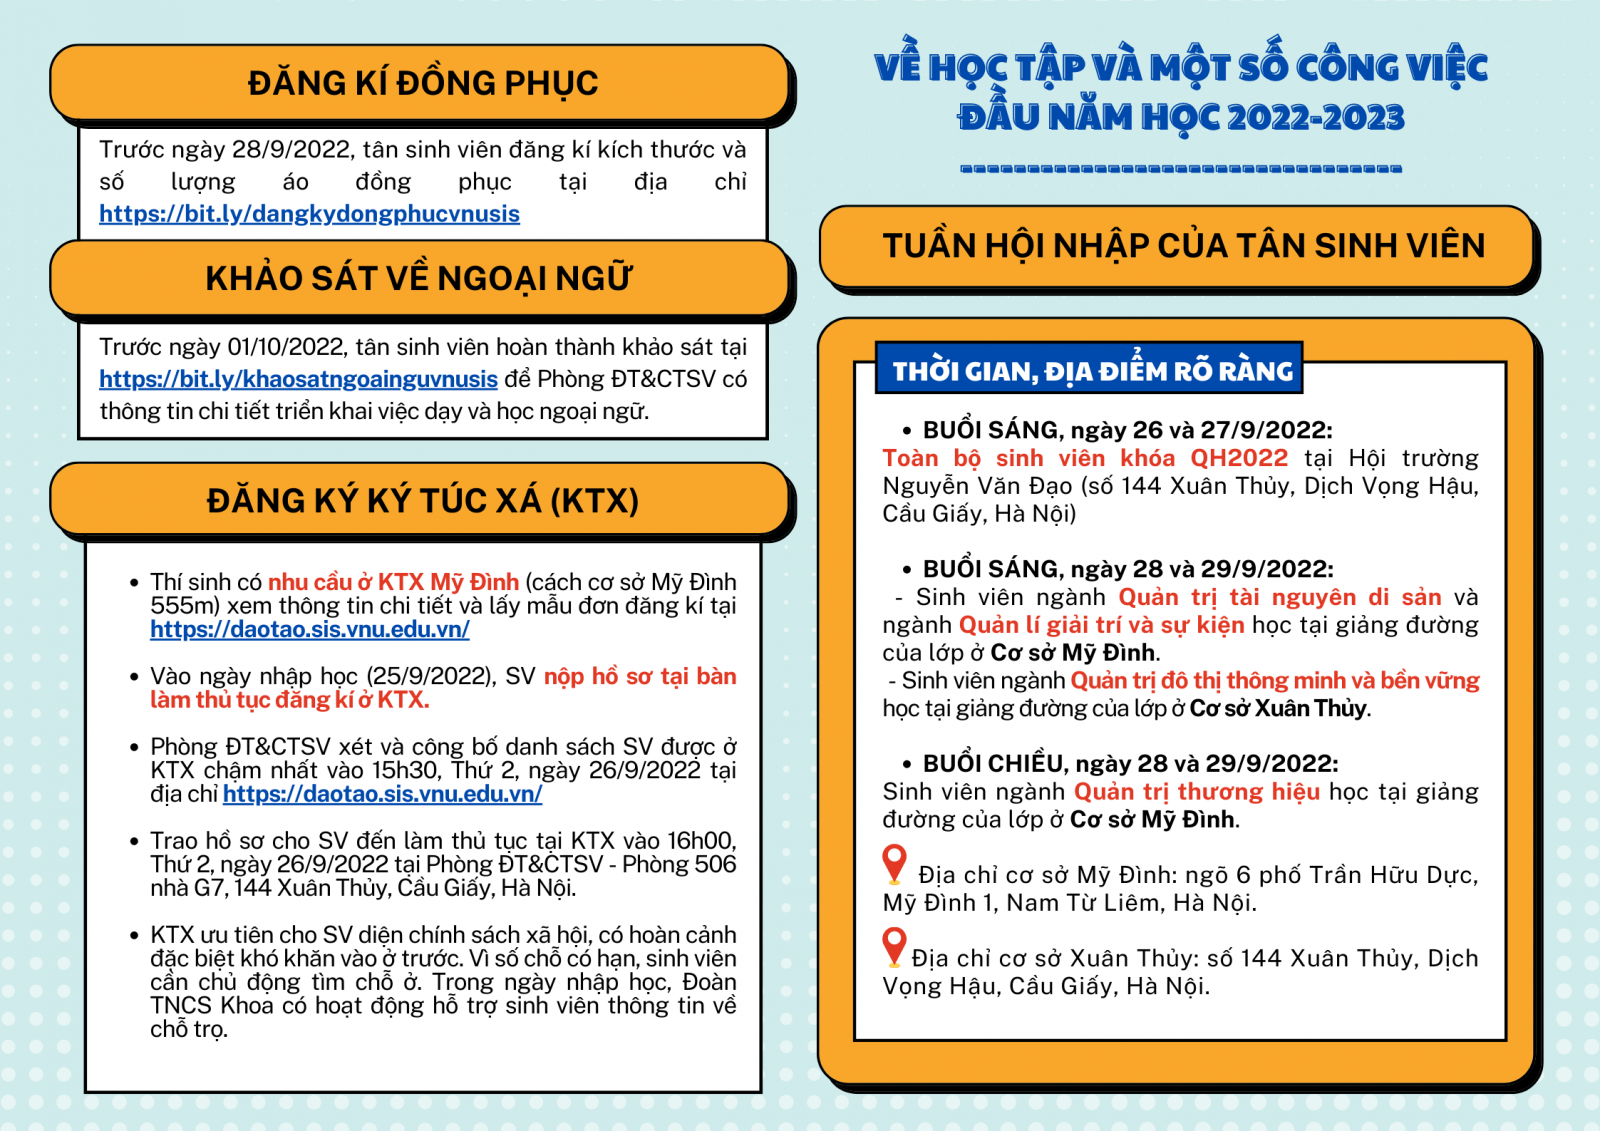 ĐĂNG KÍ ĐỒNG PHỤC
Trước ngày 28/9/2022, tân sinh viên đăng kí kích thước và
số lượng áo đồng phục tại địa chỉ
https://bit.ly/dangkydongphucvnusis
KHẢO SÁT VỀ NGOẠI NGỮ
Trước ngày 01/10/2022, tân sinh viên hoàn thành khảo sát tại
https://bit.ly/khaosatngoainguvnusis để Phòng ĐT&CTSV có
thông tin chi tiết triển khai việc dạy và học ngoại ngữ.
ĐĂNG KÝ KÝ TÚC XÁ (KTX)
• Thí sinh có nhu cầu ở KTX Mỹ Đình (cách cơ sở Mỹ Đình
555m) xem thông tin chi tiết và lấy mẫu đơn đăng kí tại
https://daotao.sis.vnu.edu.vn/
• Vào ngày nhập học (25/9/2022), SV nộp hồ sơ tại bàn
làm thủ tục đăng kí ở KTX.
• Phòng ĐT&CTSV xét và công bố danh sách SV được ở
KTX chậm nhất vào 15h30, Thứ 2, ngày 26/9/2022 tại
địa chỉ https://daotao.sis.vnu.edu.vn/
• Trao hồ sơ cho SV đến làm thủ tục tại KTX vào 16h00,
Thứ 2, ngày 26/9/2022 tại Phòng ĐT&CTSV - Phòng 506
nhà G7, 144 Xuân Thủy, Cầu Giấy, Hà Nội.
• KTX ưu tiên cho SV diện chính sách xã hội, có hoàn cảnh
đặc biệt khó khăn vào ở trước. Vì số chỗ có hạn, sinh viên
cần chủ động tìm chỗ ở. Trong ngày nhập học, Đoàn
TNCS Khoa có hoạt động hỗ trợ sinh viên thông tin về
chỗ trọ.
VỀ HỌC TẬP VÀ MỘT SỐ CÔNG VIỆC
ĐẦU NĂM HỌC 2022-2023
---------------------------------
TUẦN HỘI NHẬP CỦA TÂN SINH VIÊN
THỜI GIAN, ĐỊA ĐIỂM RÕ RÀNG
• BUỔI SÁNG, ngày 26 và 27/9/2022:
Toàn bộ sinh viên khóa QH2022 tại Hội trường
Nguyễn Văn Đạo (số 144 Xuân Thủy, Dịch Vọng Hậu,
Cầu Giấy, Hà Nội)
• BUỔI SÁNG, ngày 28 và 29/9/2022:
- Sinh viên ngành Quản trị tài nguyên di sản và
ngành Quản lí giải trí và sự kiện học tại giảng đường
của lớp ở Cơ sở Mỹ Đình.
- Sinh viên ngành Quản trị đô thị thông minh và bền vững
học tại giảng đường của lớp ở Cơ sở Xuân Thủy.
• BUỔI CHIỀU, ngày 28 và 29/9/2022:
Sinh viên ngành Quản trị thương hiệu học tại giảng
đường của lớp ở Cơ sở Mỹ Đình.
Địa chỉ cơ sở Mỹ Đình: ngõ 6 phố Trần Hữu Dực,
Mỹ Đình 1, Nam Từ Liêm, Hà Nội.
Địa chỉ cơ sở Xuân Thủy: số 144 Xuân Thủy, Dịch
Vọng Hậu, Cầu Giấy, Hà Nội.